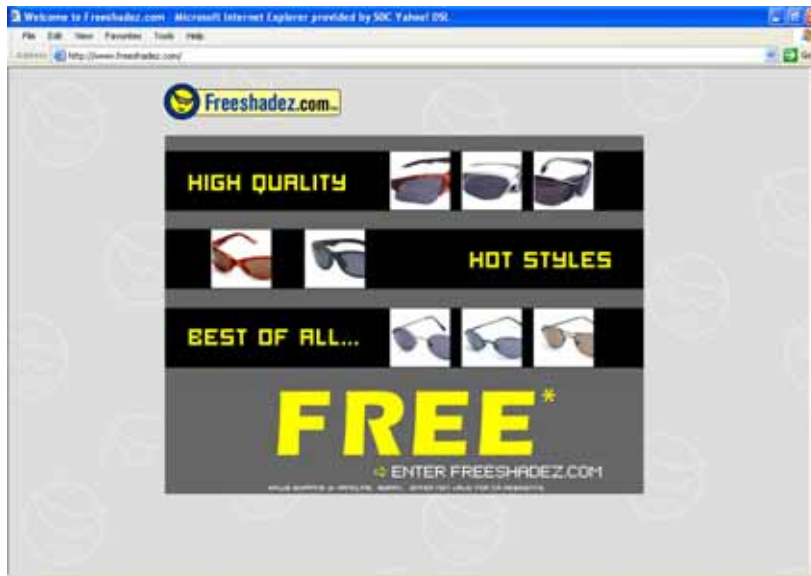 Welcome to Freeshadez.com - Microsoft Internet Explorer provided by SBC Yahoo! DSL
File Edit View Favorites Tools Help
Address http://www.freeshadez.com/ Go
Freeshadez.com
HIGH QUALITY
HOT STYLES
BEST OF ALL...
FREE*
ENTER FREESHADEZ.COM